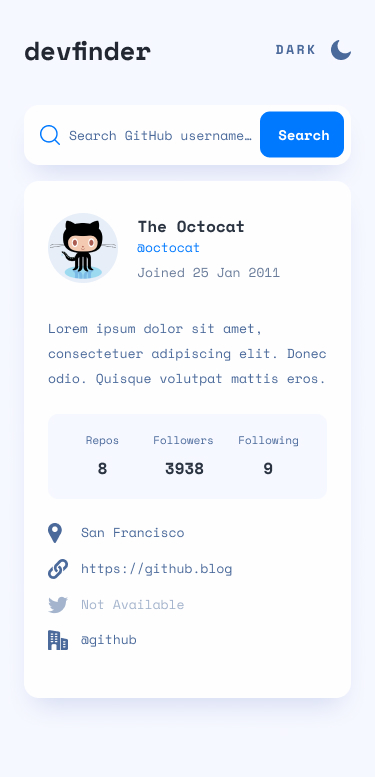 devfinder
DARK
Search GitHub username…
Search
The Octocat
@octocat
Joined 25 Jan 2011
Lorem ipsum dolor sit amet,
consectetuer adipiscing elit. Donec
odio. Quisque volutpat mattis eros.
Repos Followers Following
8 3938 9
San Francisco
https://github.blog
Not Available
@github